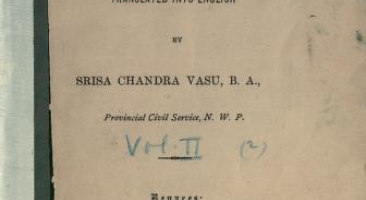 TRANSLATED INTO ENGLISH
BY
SRISA CHANDRA VASU, B. A.,
Provincial Civil Service, N. W. P.
Vol. II (2)
Benares: